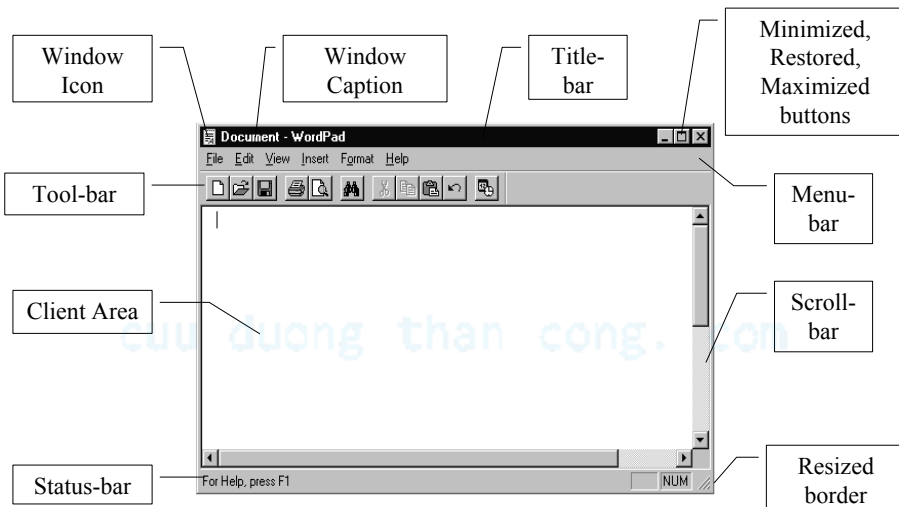 Window
Icon
Window
Caption
Title-
bar
Minimized,
Restored,
Maximized
buttons
Document - WordPad
File Edit View Insert Format Help
Tool-bar
Menu-
bar
Client Area
Scroll-
bar
cuu duong than cong. com
Status-bar
For Help, press F1
NUM
Resized
border